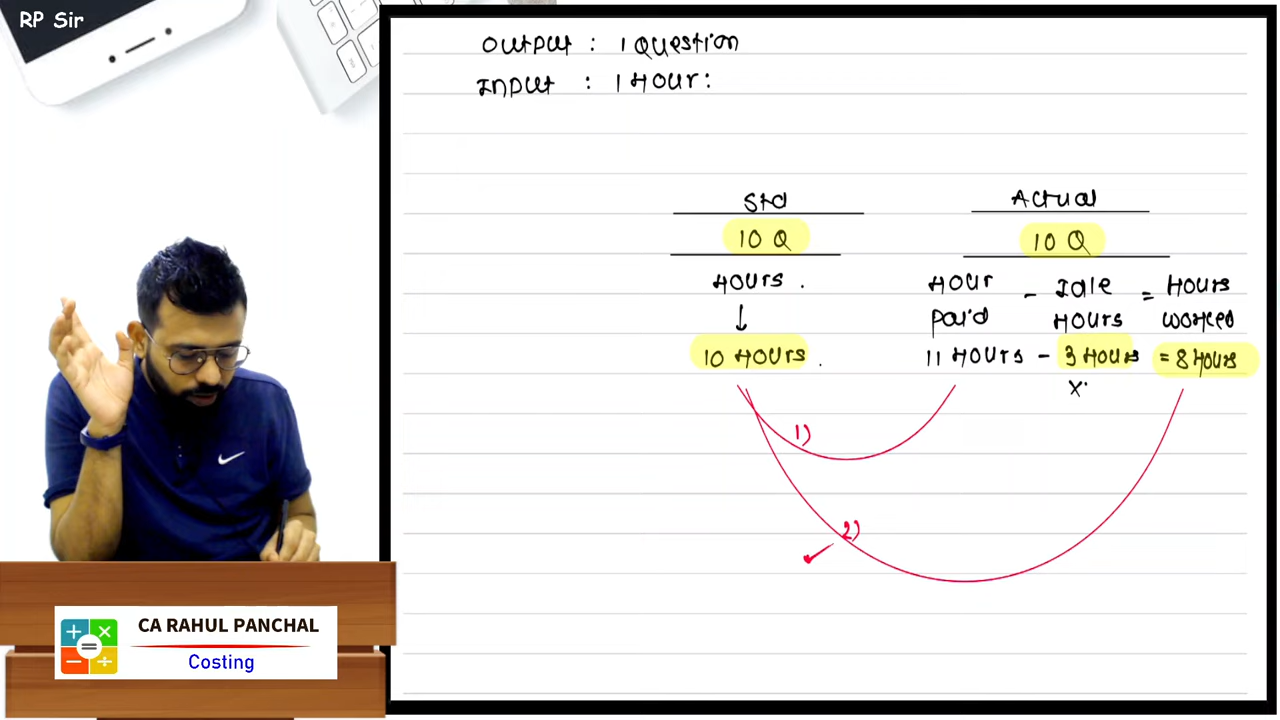 RP Sir
Output : 1 Question
Input : 1 Hour:
Std
Actual
10 Q
10 Q
Hours .
Hour paid - Idle Hours = Hours worked
↓
10 Hours .
11 Hours - 3 Hours = 8 Hours
x
1)
2)
CA RAHUL PANCHAL
Costing